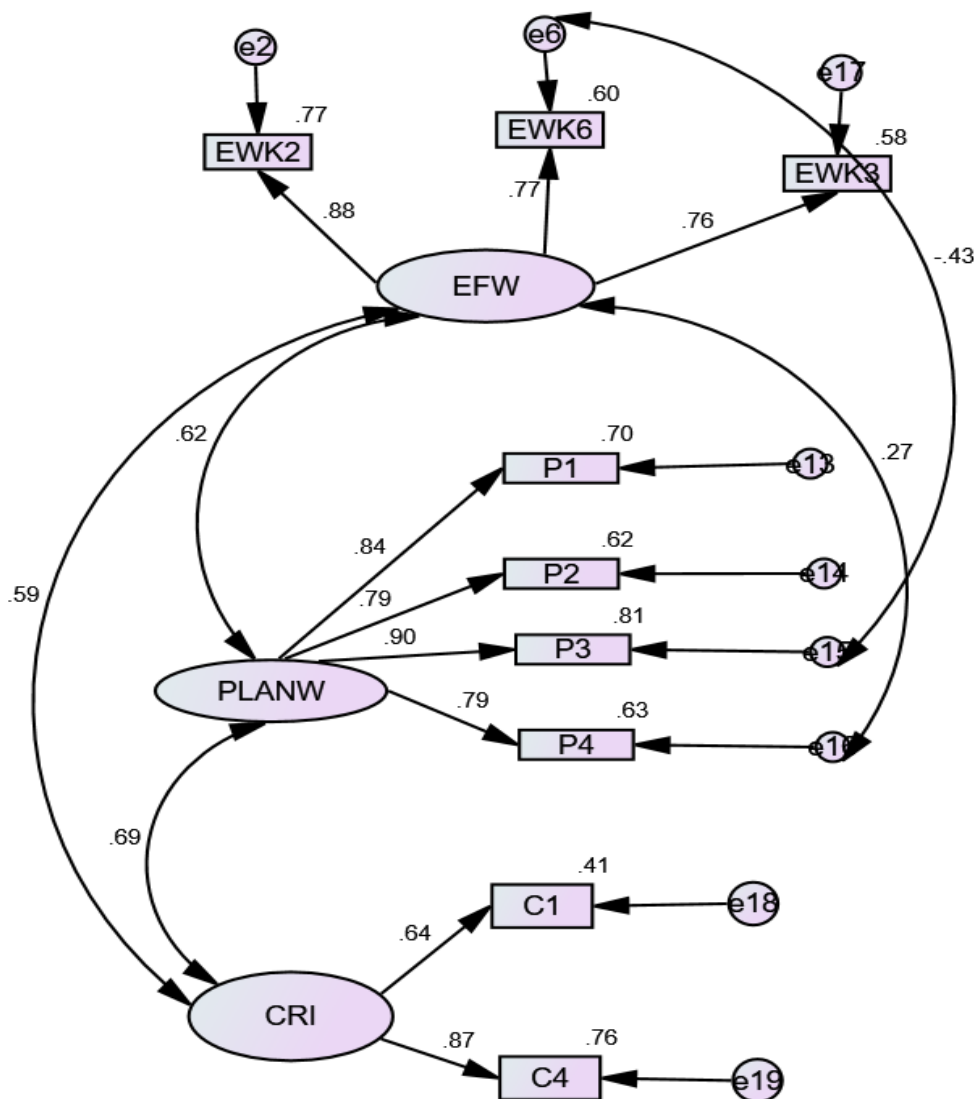 e2
e6
e17
.77
.60
.58
EWK2
EWK6
EWK3
.88
.77
.76
-.43
EFW
.62
.27
.70
P1
e13
.84
.62
P2
e14
.79
.59
.90
.81
P3
e15
PLANW
.79
.63
P4
e16
.69
.41
C1
e18
.64
CRI
.87
.76
C4
e19